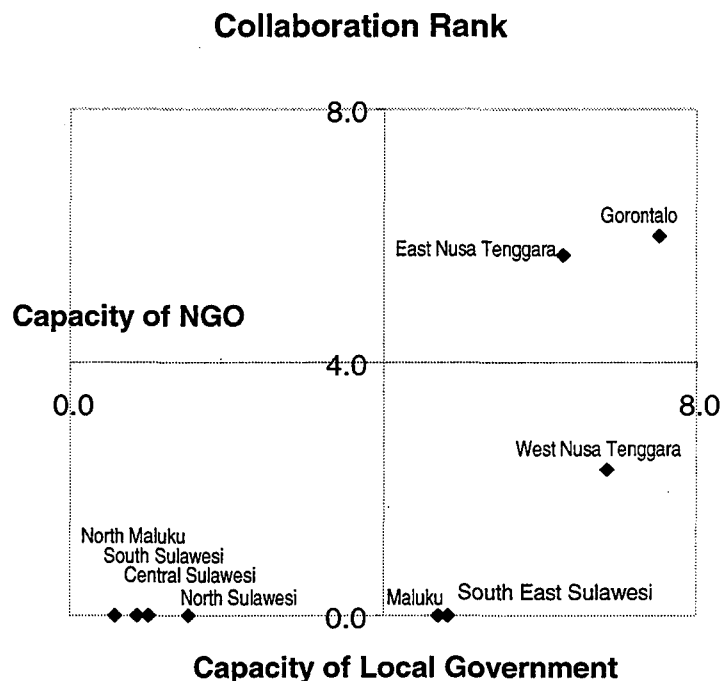 Collaboration Rank
8.0
Gorontalo
East Nusa Tenggara
Capacity of NGO
4.0
0.0
8.0
West Nusa Tenggara
North Maluku
South Sulawesi
Central Sulawesi
North Sulawesi
Maluku
South East Sulawesi
0.0
Capacity of Local Government